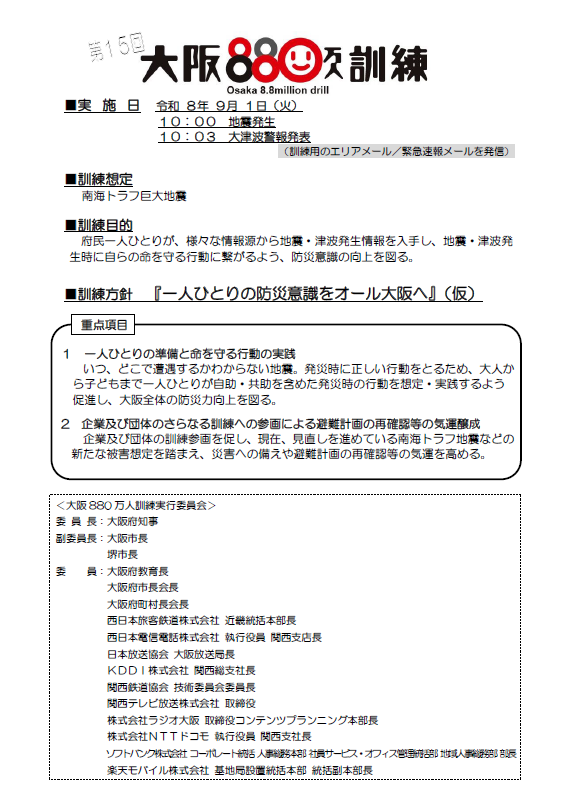 第15回
大阪880万人訓練
Osaka 8.8million drill
■実 施 日 令和 8年 9月 1日（火）
10：00 地震発生
10：03 大津波警報発表
（訓練用のエリアメール／緊急速報メールを発信）
■訓練想定
南海トラフ巨大地震
■訓練目的
府民一人ひとりが、様々な情報源から地震・津波発生情報を入手し、地震・津波発
生時に自らの命を守る行動に繋がるよう、防災意識の向上を図る。
■訓練方針 『一人ひとりの防災意識をオール大阪へ』（仮）
重点項目
1 一人ひとりの準備と命を守る行動の実践
いつ、どこで遭遇するかわからない地震。発災時に正しい行動をとるため、大人か
ら子どもまで一人ひとりが自助・共助を含めた発災時の行動を想定・実践するよう
促進し、大阪全体の防災力向上を図る。
2 企業及び団体のさらなる訓練への参画による避難計画の再確認等の気運醸成
企業及び団体の訓練参画を促し、現在、見直しを進めている南海トラフ地震などの
新たな被害想定を踏まえ、災害への備えや避難計画の再確認等の気運を高める。
＜大阪880万人訓練実行委員会＞
委 員 長：大阪府知事
副委員長：大阪市長
堺市長
委　　員：大阪府教育長
大阪府市長会長
大阪府町村長会長
西日本旅客鉄道株式会社 近畿統括本部長
西日本電信電話株式会社 執行役員 関西支店長
日本放送協会 大阪放送局長
KDDI株式会社 関西総支社長
関西鉄道協会 技術委員会委員長
関西テレビ放送株式会社 取締役
株式会社ラジオ大阪 取締役コンテンツプランニング本部長
株式会社NTTドコモ 執行役員 関西支社長
ソフトバンク株式会社 コーポレート統括 人事総務本部 社員サービス・オフィス管理統括部 地域人事総務部 部長
楽天モバイル株式会社 基地局設置統括本部 統括副本部長